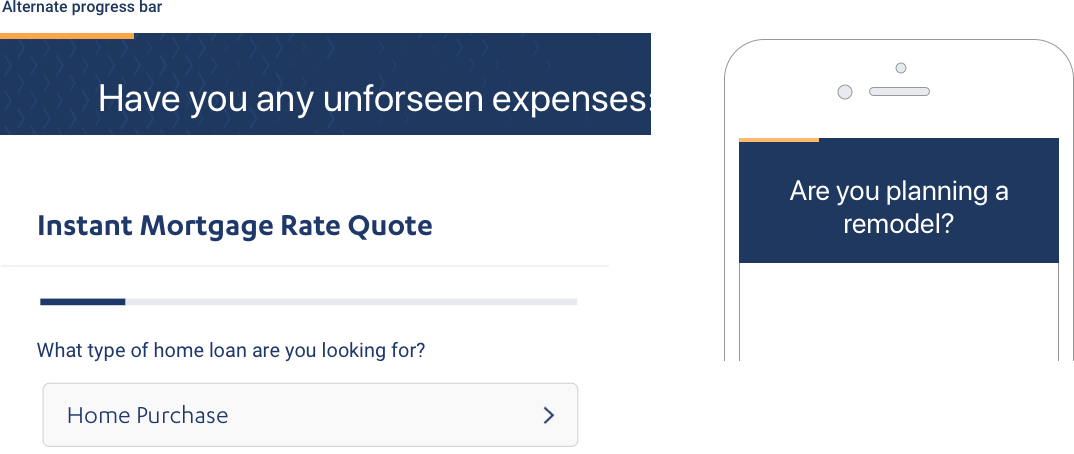 Alternate progress bar
Have you any unforseen expenses:
Instant Mortgage Rate Quote
What type of home loan are you looking for?
Home Purchase
Are you planning a
remodel?